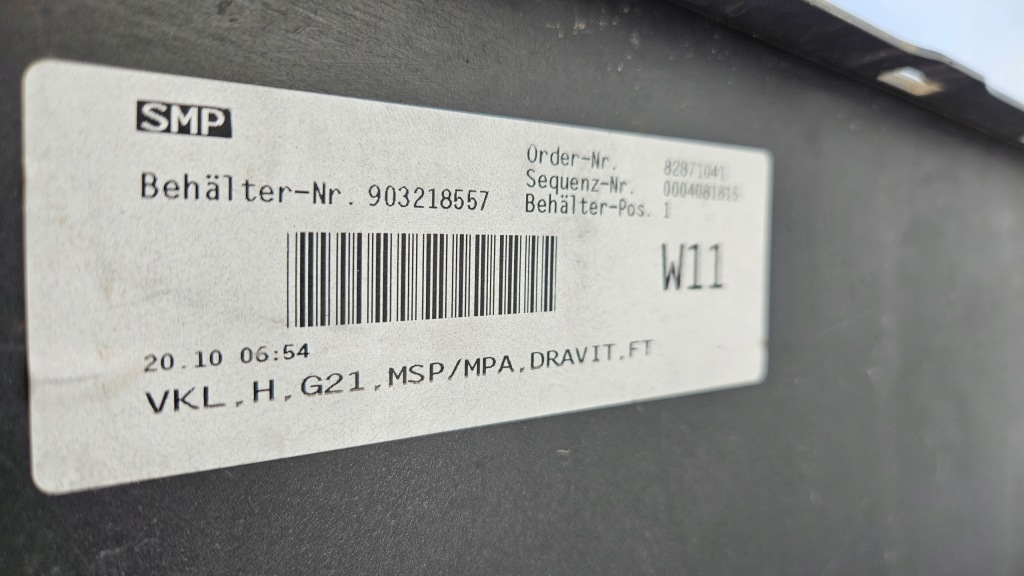 SMP
Behälter-Nr. 903218557
Order-Nr. 82871041
Sequenz-Nr. 0004081815
Behälter-Pos. 1
W11
20.10 06:54
VKL,H,G21,MSP/MPA,DRAVIT,FT